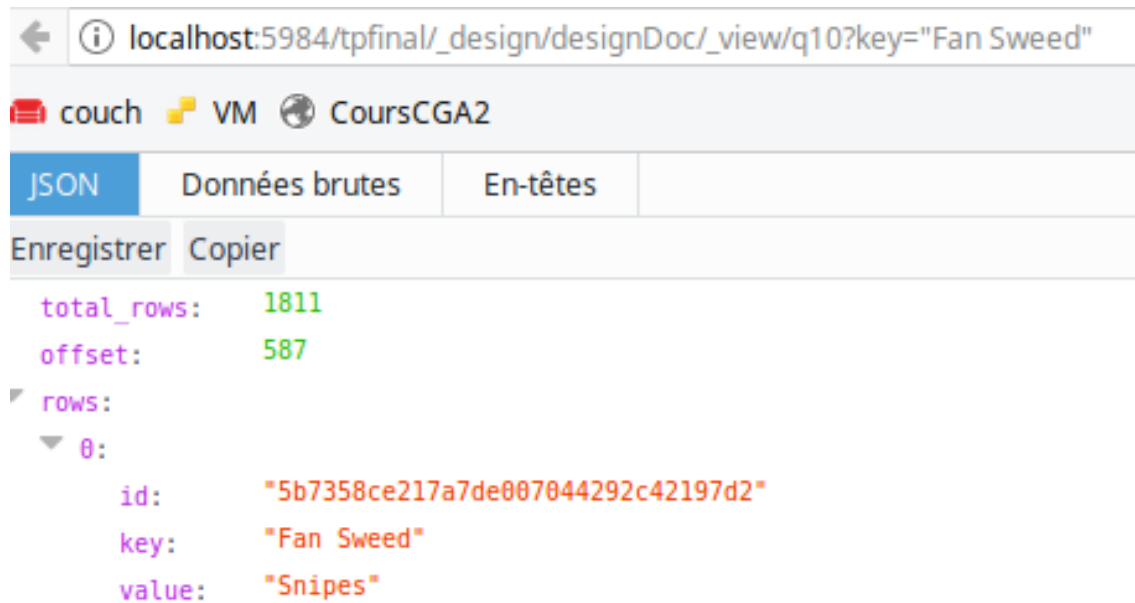 localhost:5984/tpfinal/_design/designDoc/_view/q10?key="Fan Sweed"
couch VM CoursCGA2
JSON Données brutes En-têtes
Enregistrer Copier
total_rows: 1811
offset: 587
rows:
0:
id: "5b7358ce217a7de007044292c42197d2"
key: "Fan Sweed"
value: "Snipes"